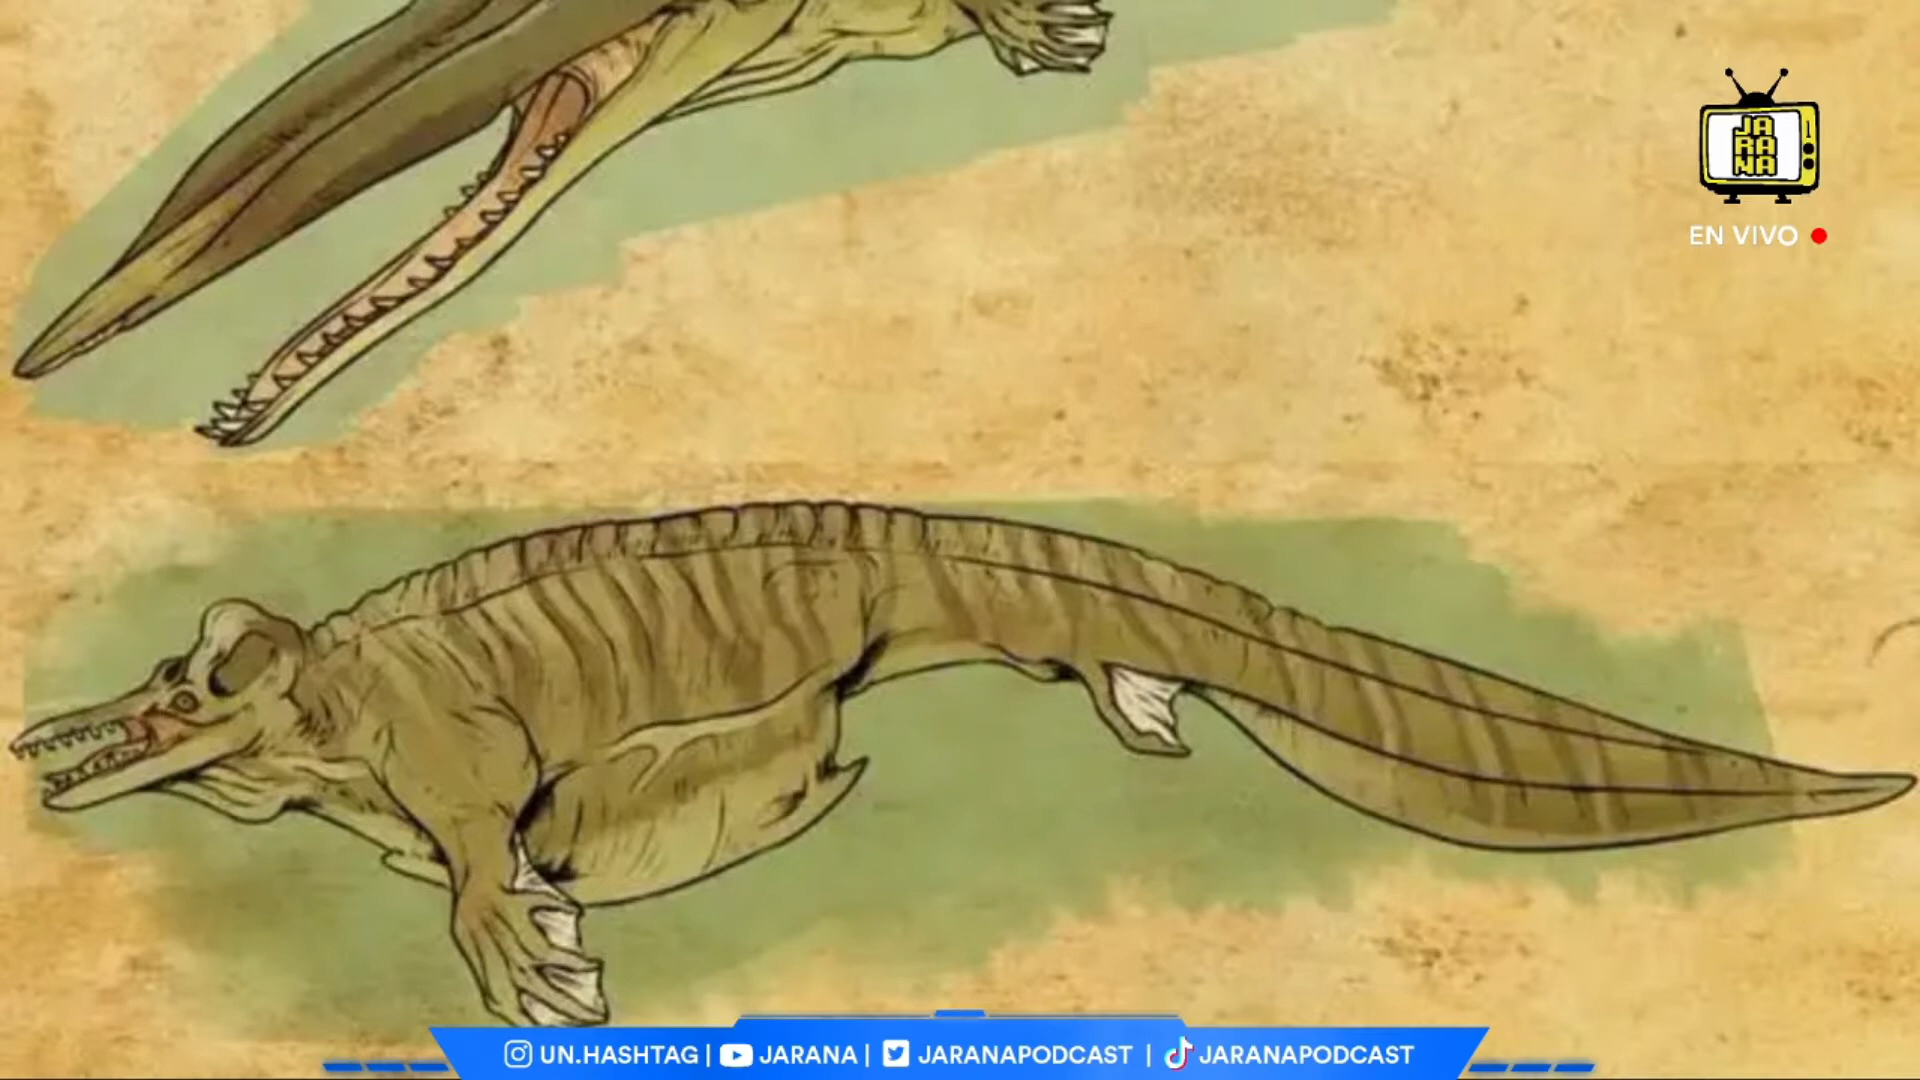 JA
RA
NA
EN VIVO
UN.HASHTAG | JARANA | JARANAPODCAST | JARANAPODCAST